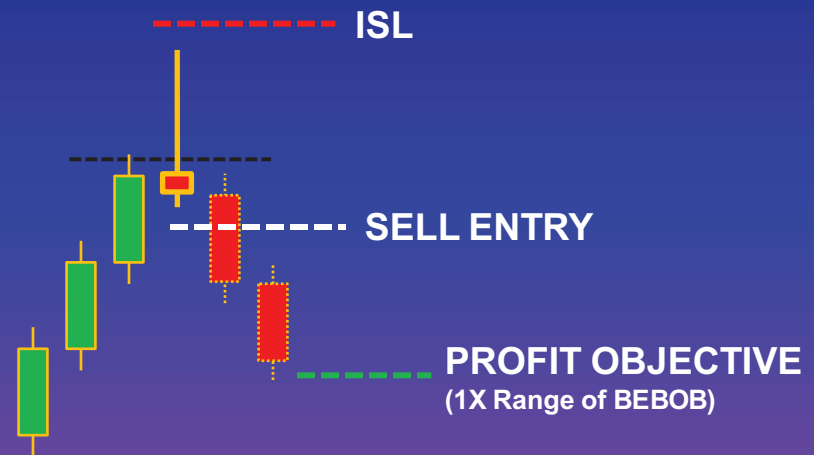 ISL
SELL ENTRY
PROFIT OBJECTIVE
(1X Range of BEBOB)